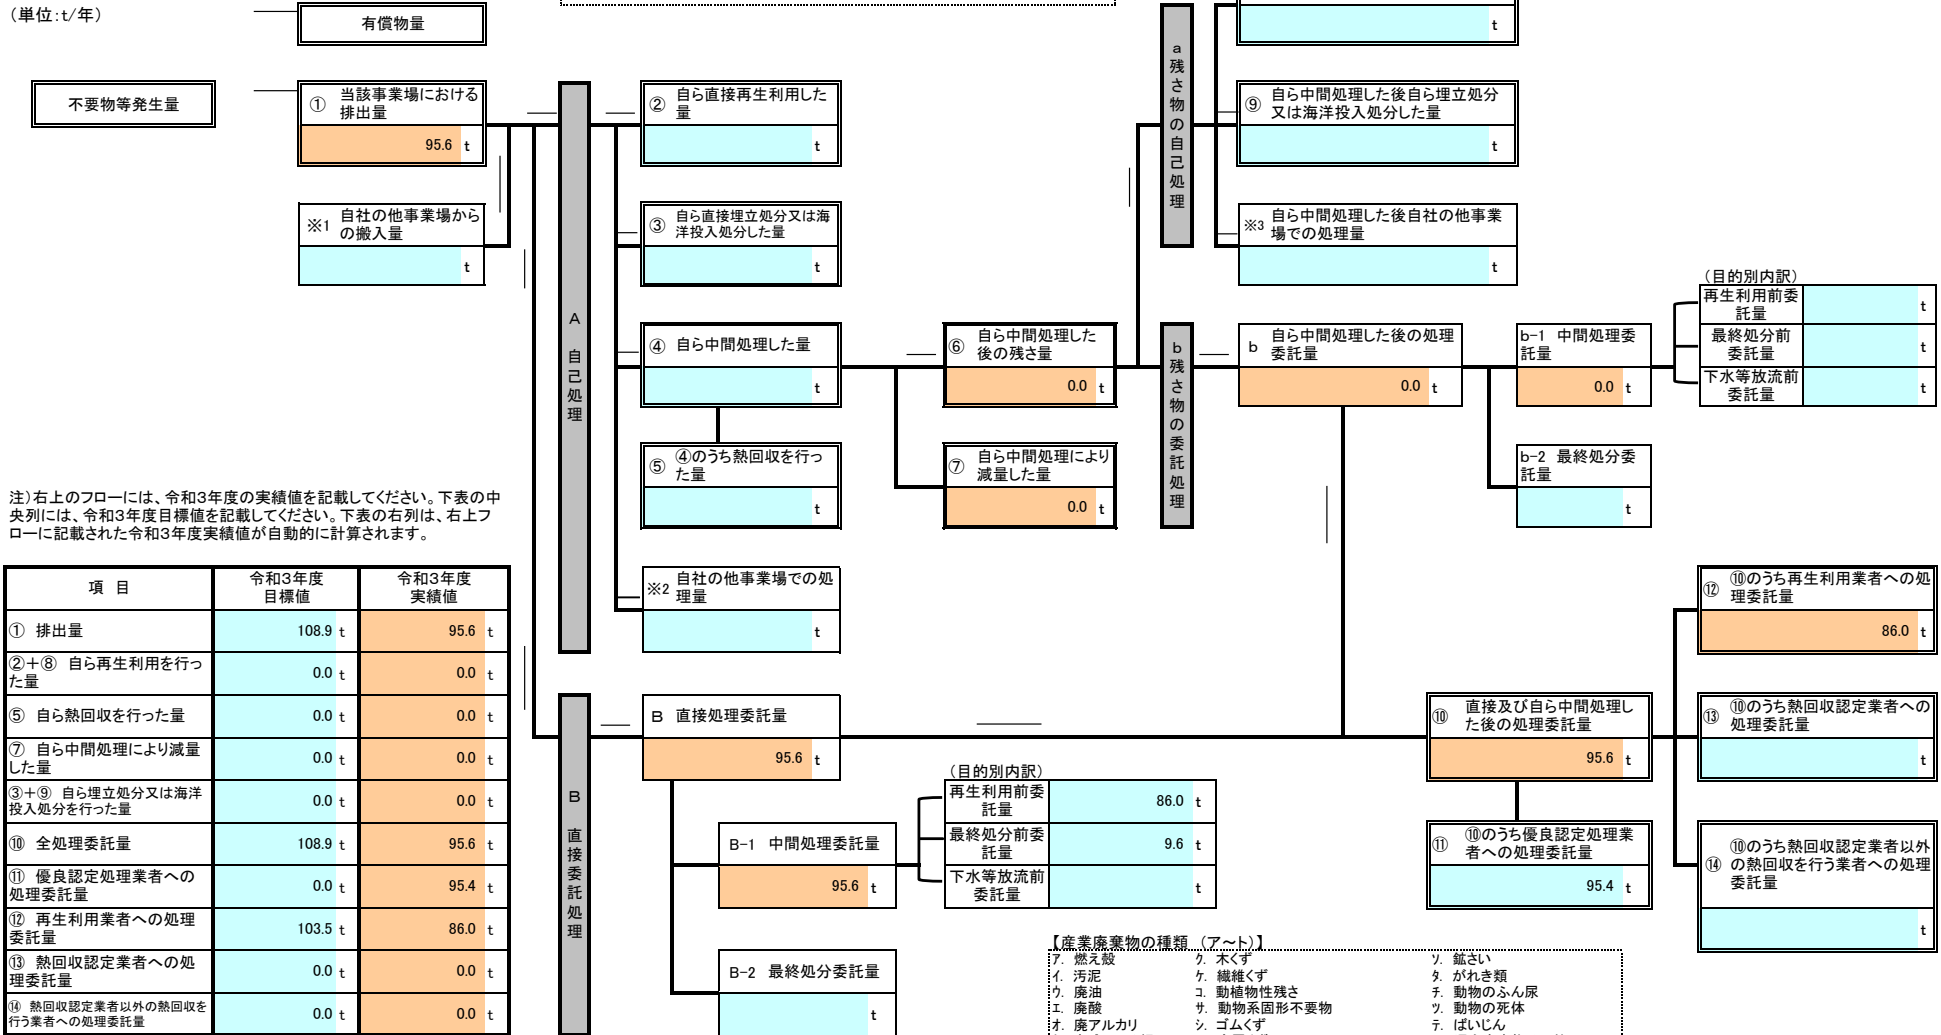 (単位:t/年)
有償物量
t
不要物等発生量
① 当該事業場における
排出量
95.6 t
※1 自社の他事業場から
の搬入量
t
A 自己処理
② 自ら直接再生利用した
量
t
③ 自ら直接埋立処分又は海
洋投入処分した量
t
④ 自ら中間処理した量
t
⑤ ④のうち熱回収を行っ
た量
t
※2 自社の他事業場での処
理量
t
⑥ 自ら中間処理した
後の残さ量
0.0 t
⑦ 自ら中間処理により
減量した量
0.0 t
a 残さ物の自己処理
⑨ 自ら中間処理した後自ら埋立処分
又は海洋投入処分した量
t
※3 自ら中間処理した後自社の他事業
場での処理量
t
b 残さ物の委託処理
b 自ら中間処理した後の処理
委託量
0.0 t
b-1 中間処理委
託量
0.0 t
b-2 最終処分委
託量
t
(目的別内訳)
再生利用前委
託量
t
最終処分前
委託量
t
下水等放流前
委託量
t
注)右上のフローには、令和3年度の実績値を記載してください。下表の中
央列には、令和3年度目標値を記載してください。下表の右列は、右上フ
ローに記載された令和3年度実績値が自動的に計算されます。
項 目
令和3年度
目標値
令和3年度
実績値
① 排出量 108.9 t 95.6 t
②+⑧ 自ら再生利用を行っ
た量
0.0 t 0.0 t
⑤ 自ら熱回収を行った量 0.0 t 0.0 t
⑦ 自ら中間処理により減量
した量
0.0 t 0.0 t
③+⑨ 自ら埋立処分又は海洋
投入処分を行った量
0.0 t 0.0 t
⑩ 全処理委託量 108.9 t 95.6 t
⑪ 優良認定処理業者への
処理委託量
0.0 t 95.4 t
⑫ 再生利用業者への処理
委託量
103.5 t 86.0 t
⑬ 熱回収認定業者への処
理委託量
0.0 t 0.0 t
⑭ 熱回収認定業者以外の熱回収を
行う業者への処理委託量
0.0 t 0.0 t
B 直接委託処理
B 直接処理委託量
95.6 t
B-1 中間処理委託量
95.6 t
B-2 最終処分委託量
t
(目的別内訳)
再生利用前委
託量
86.0 t
最終処分前委
託量
9.6 t
下水等放流前
委託量
t
⑩ 直接及び自ら中間処理し
た後の処理委託量
95.6 t
⑪ ⑩のうち優良認定処理業
者への処理委託量
95.4 t
⑫ ⑩のうち再生利用業者への処
理委託量
86.0 t
⑬ ⑩のうち熱回収認定業者への
処理委託量
t
⑭ ⑩のうち熱回収認定業者以外
の熱回収を行う業者への処理
委託量
t
【産業廃棄物の種類 (ア~ト)】
ア. 燃え殻 ク. 木くず ソ. 鉱さい
イ. 汚泥 ケ. 繊維くず タ. がれき類
ウ. 廃油 コ. 動植物性残さ チ. 動物のふん尿
エ. 廃酸 サ. 動物系固形不要物 ツ. 動物の死体
オ. 廃アルカリ シ. ゴムくず テ. ばいじん